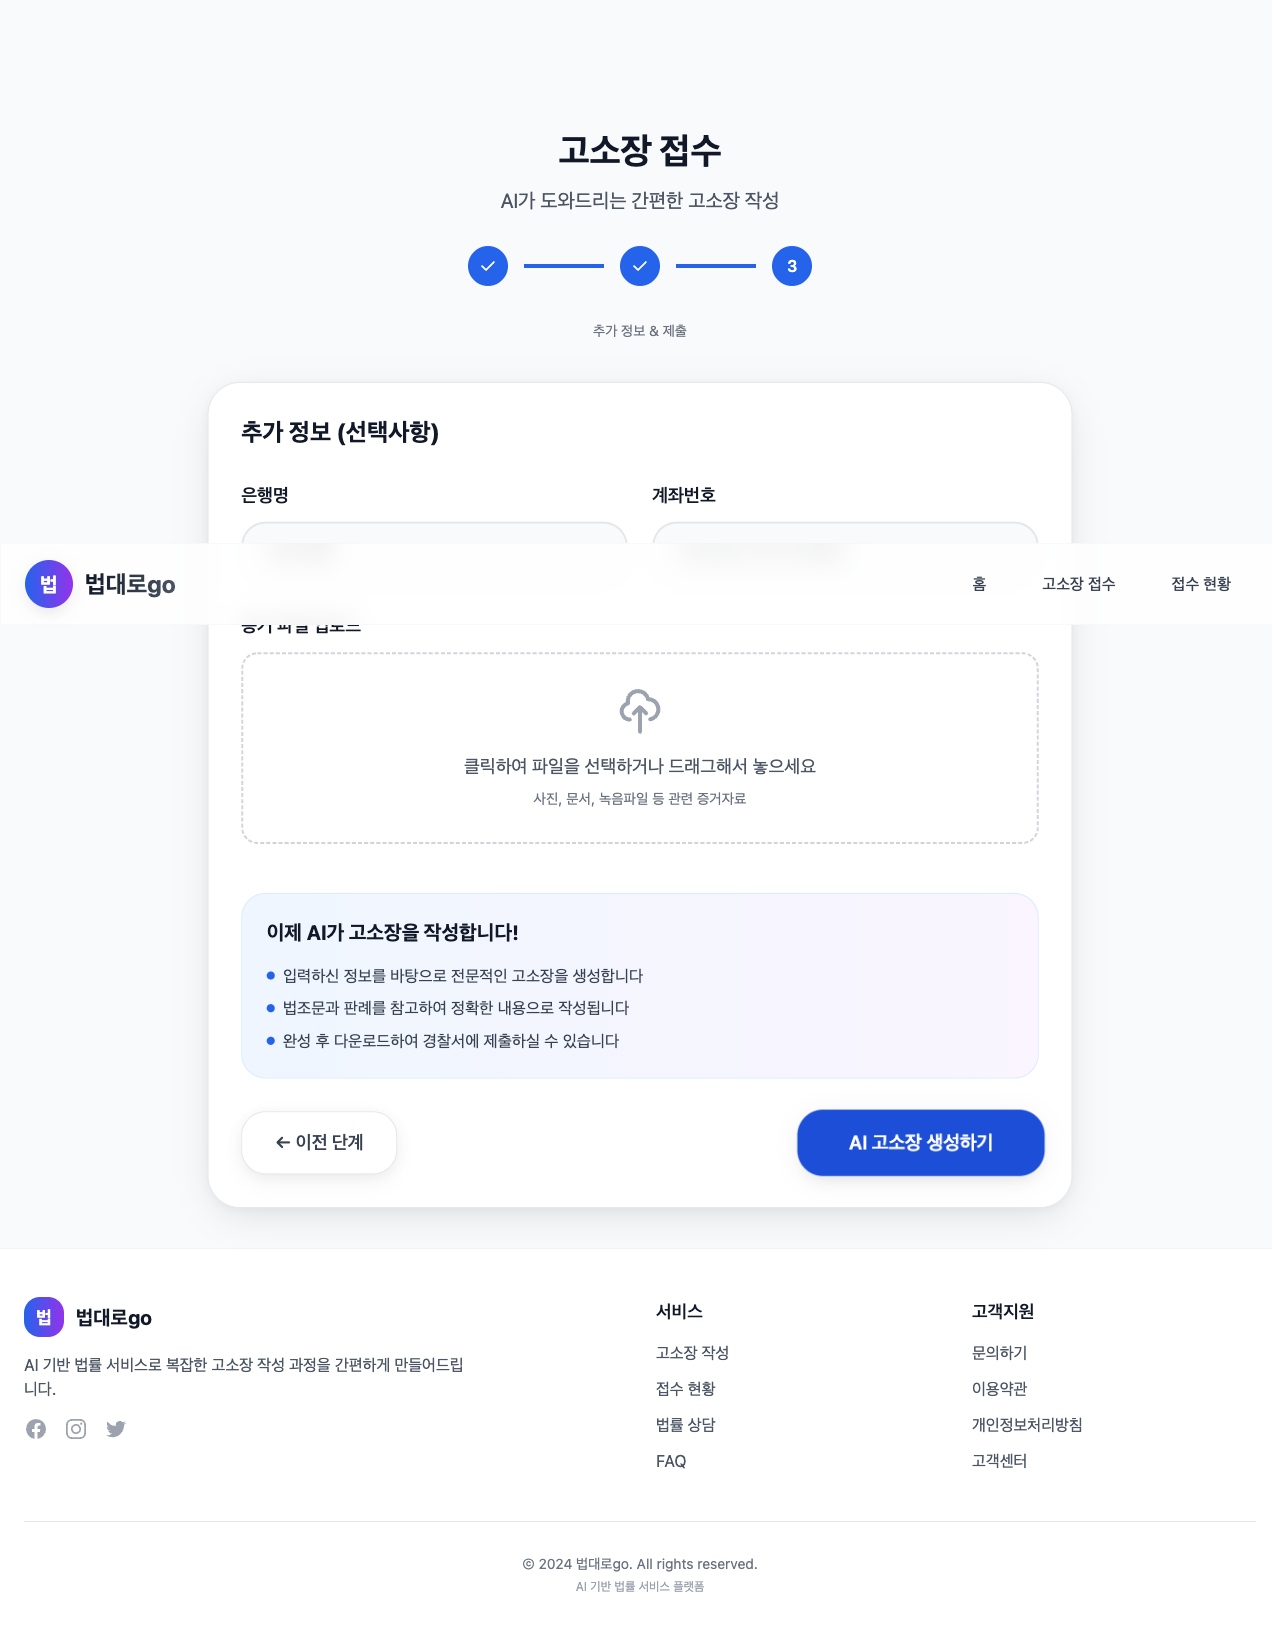 고소장 접수
AI가 도와드리는 간편한 고소장 작성
3
추가 정보 & 제출
추가 정보 (선택사항)
은행명
계좌번호
법 법대로go
홈
고소장 접수
접수 현황
증거 파일 업로드
클릭하여 파일을 선택하거나 드래그해서 놓으세요
사진, 문서, 녹음파일 등 관련 증거자료
이제 AI가 고소장을 작성합니다!
입력하신 정보를 바탕으로 전문적인 고소장을 생성합니다
법조문과 판례를 참고하여 정확한 내용으로 작성됩니다
완성 후 다운로드하여 경찰서에 제출하실 수 있습니다
← 이전 단계
AI 고소장 생성하기
법 법대로go
AI 기반 법률 서비스로 복잡한 고소장 작성 과정을 간편하게 만들어드립
니다.
서비스
고소장 작성
접수 현황
법률 상담
FAQ
고객지원
문의하기
이용약관
개인정보처리방침
고객센터
© 2024 법대로go. All rights reserved.
AI 기반 법률 서비스 플랫폼